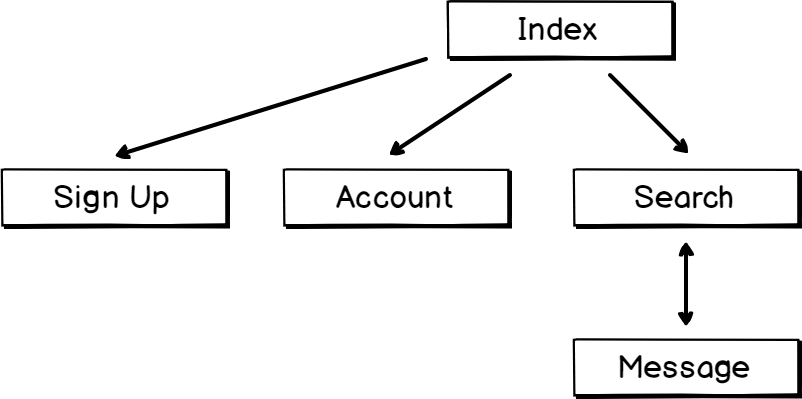 Index
Sign Up
Account
Search
Message